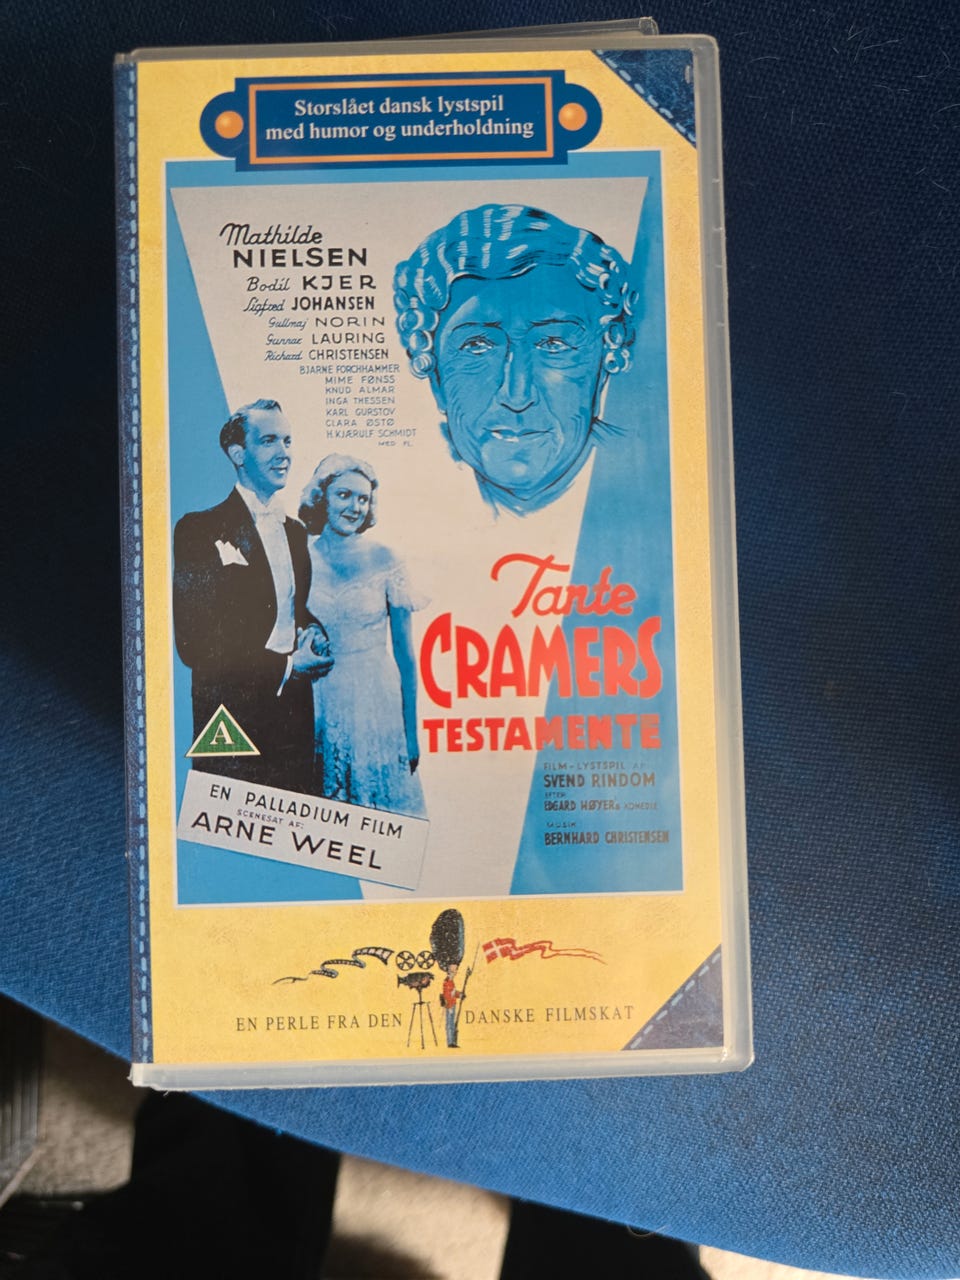 Storslået dansk lystspil
med humor og underholdning
Mathilde
NIELSEN
Bodil KJER
Sigfred JOHANSEN
Gullmaj NORIN
Gunnar LAURING
Richard CHRISTENSEN
BJARNE FORCHHAMMER
MIME FØNSS
KNUD ALMAR
INGA THESSEN
KARL GURSTOV
CLARA ØSTØ
H. KJÆRULF SCHMIDT
MED FL.
Tante
CRAMERS
TESTAMENTE
FILM-LYSTSPIL AF
SVEND RINDOM
EFTER
EDGARD HØYERS KOMEDIE
MUSIK
BERNHARD CHRISTENSEN
A
EN PALLADIUM FILM
SCENESAT AF:
ARNE WEEL
EN PERLE FRA DEN DANSKE FILMSKAT